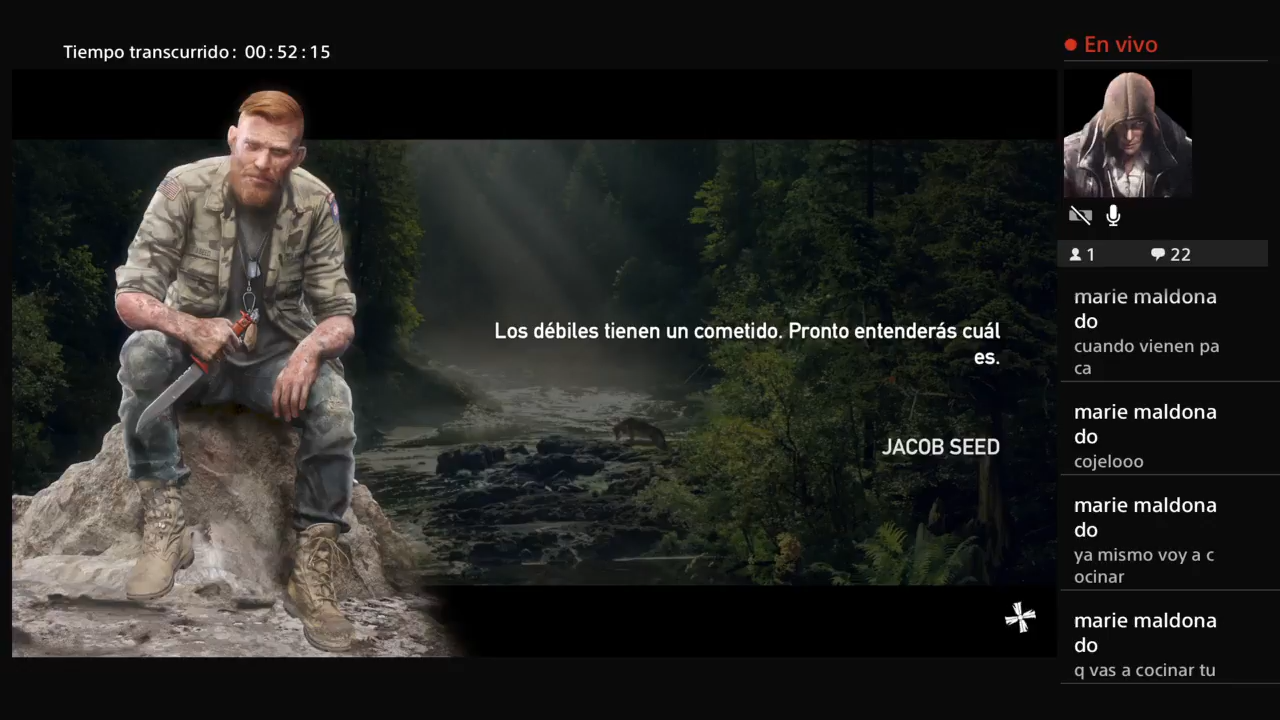 Tiempo transcurrido: 00:52:15
En vivo
1
22
Los débiles tienen un cometido. Pronto entenderás cuál
es.
JACOB SEED
marie maldona
do
cuando vienen pa
ca
marie maldona
do
cojelooo
marie maldona
do
ya mismo voy a c
ocinar
marie maldona
do
q vas a cocinar tu